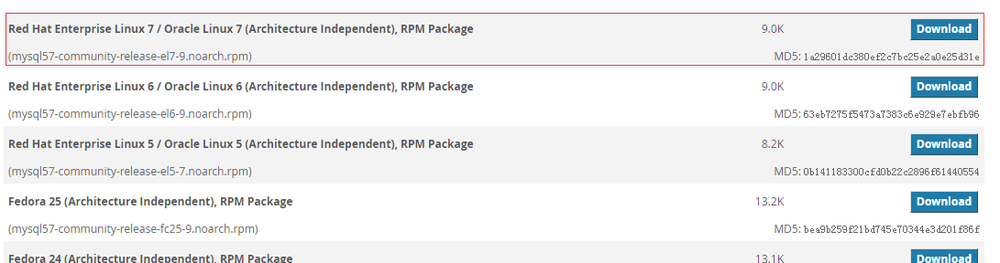 Red Hat Enterprise Linux 7 / Oracle Linux 7 (Architecture Independent), RPM Package 9.0K Download
(mysql57-community-release-el7-9.noarch.rpm) MD5: 1a29601dc380ef2c7bc25e2a0e25d31e
Red Hat Enterprise Linux 6 / Oracle Linux 6 (Architecture Independent), RPM Package 9.0K Download
(mysql57-community-release-el6-9.noarch.rpm) MD5: 63eb7275f5473a7383c6e929e7ebfb96
Red Hat Enterprise Linux 5 / Oracle Linux 5 (Architecture Independent), RPM Package 8.2K Download
(mysql57-community-release-el5-7.noarch.rpm) MD5: 0b141183300cfd0b22c2896f61440554
Fedora 25 (Architecture Independent), RPM Package 13.2K Download
(mysql57-community-release-fc25-9.noarch.rpm) MD5: bea9b259f21bd745e70344e3d201f86f
Fedora 24 (Architecture Independent), RPM Package 13.1K Download